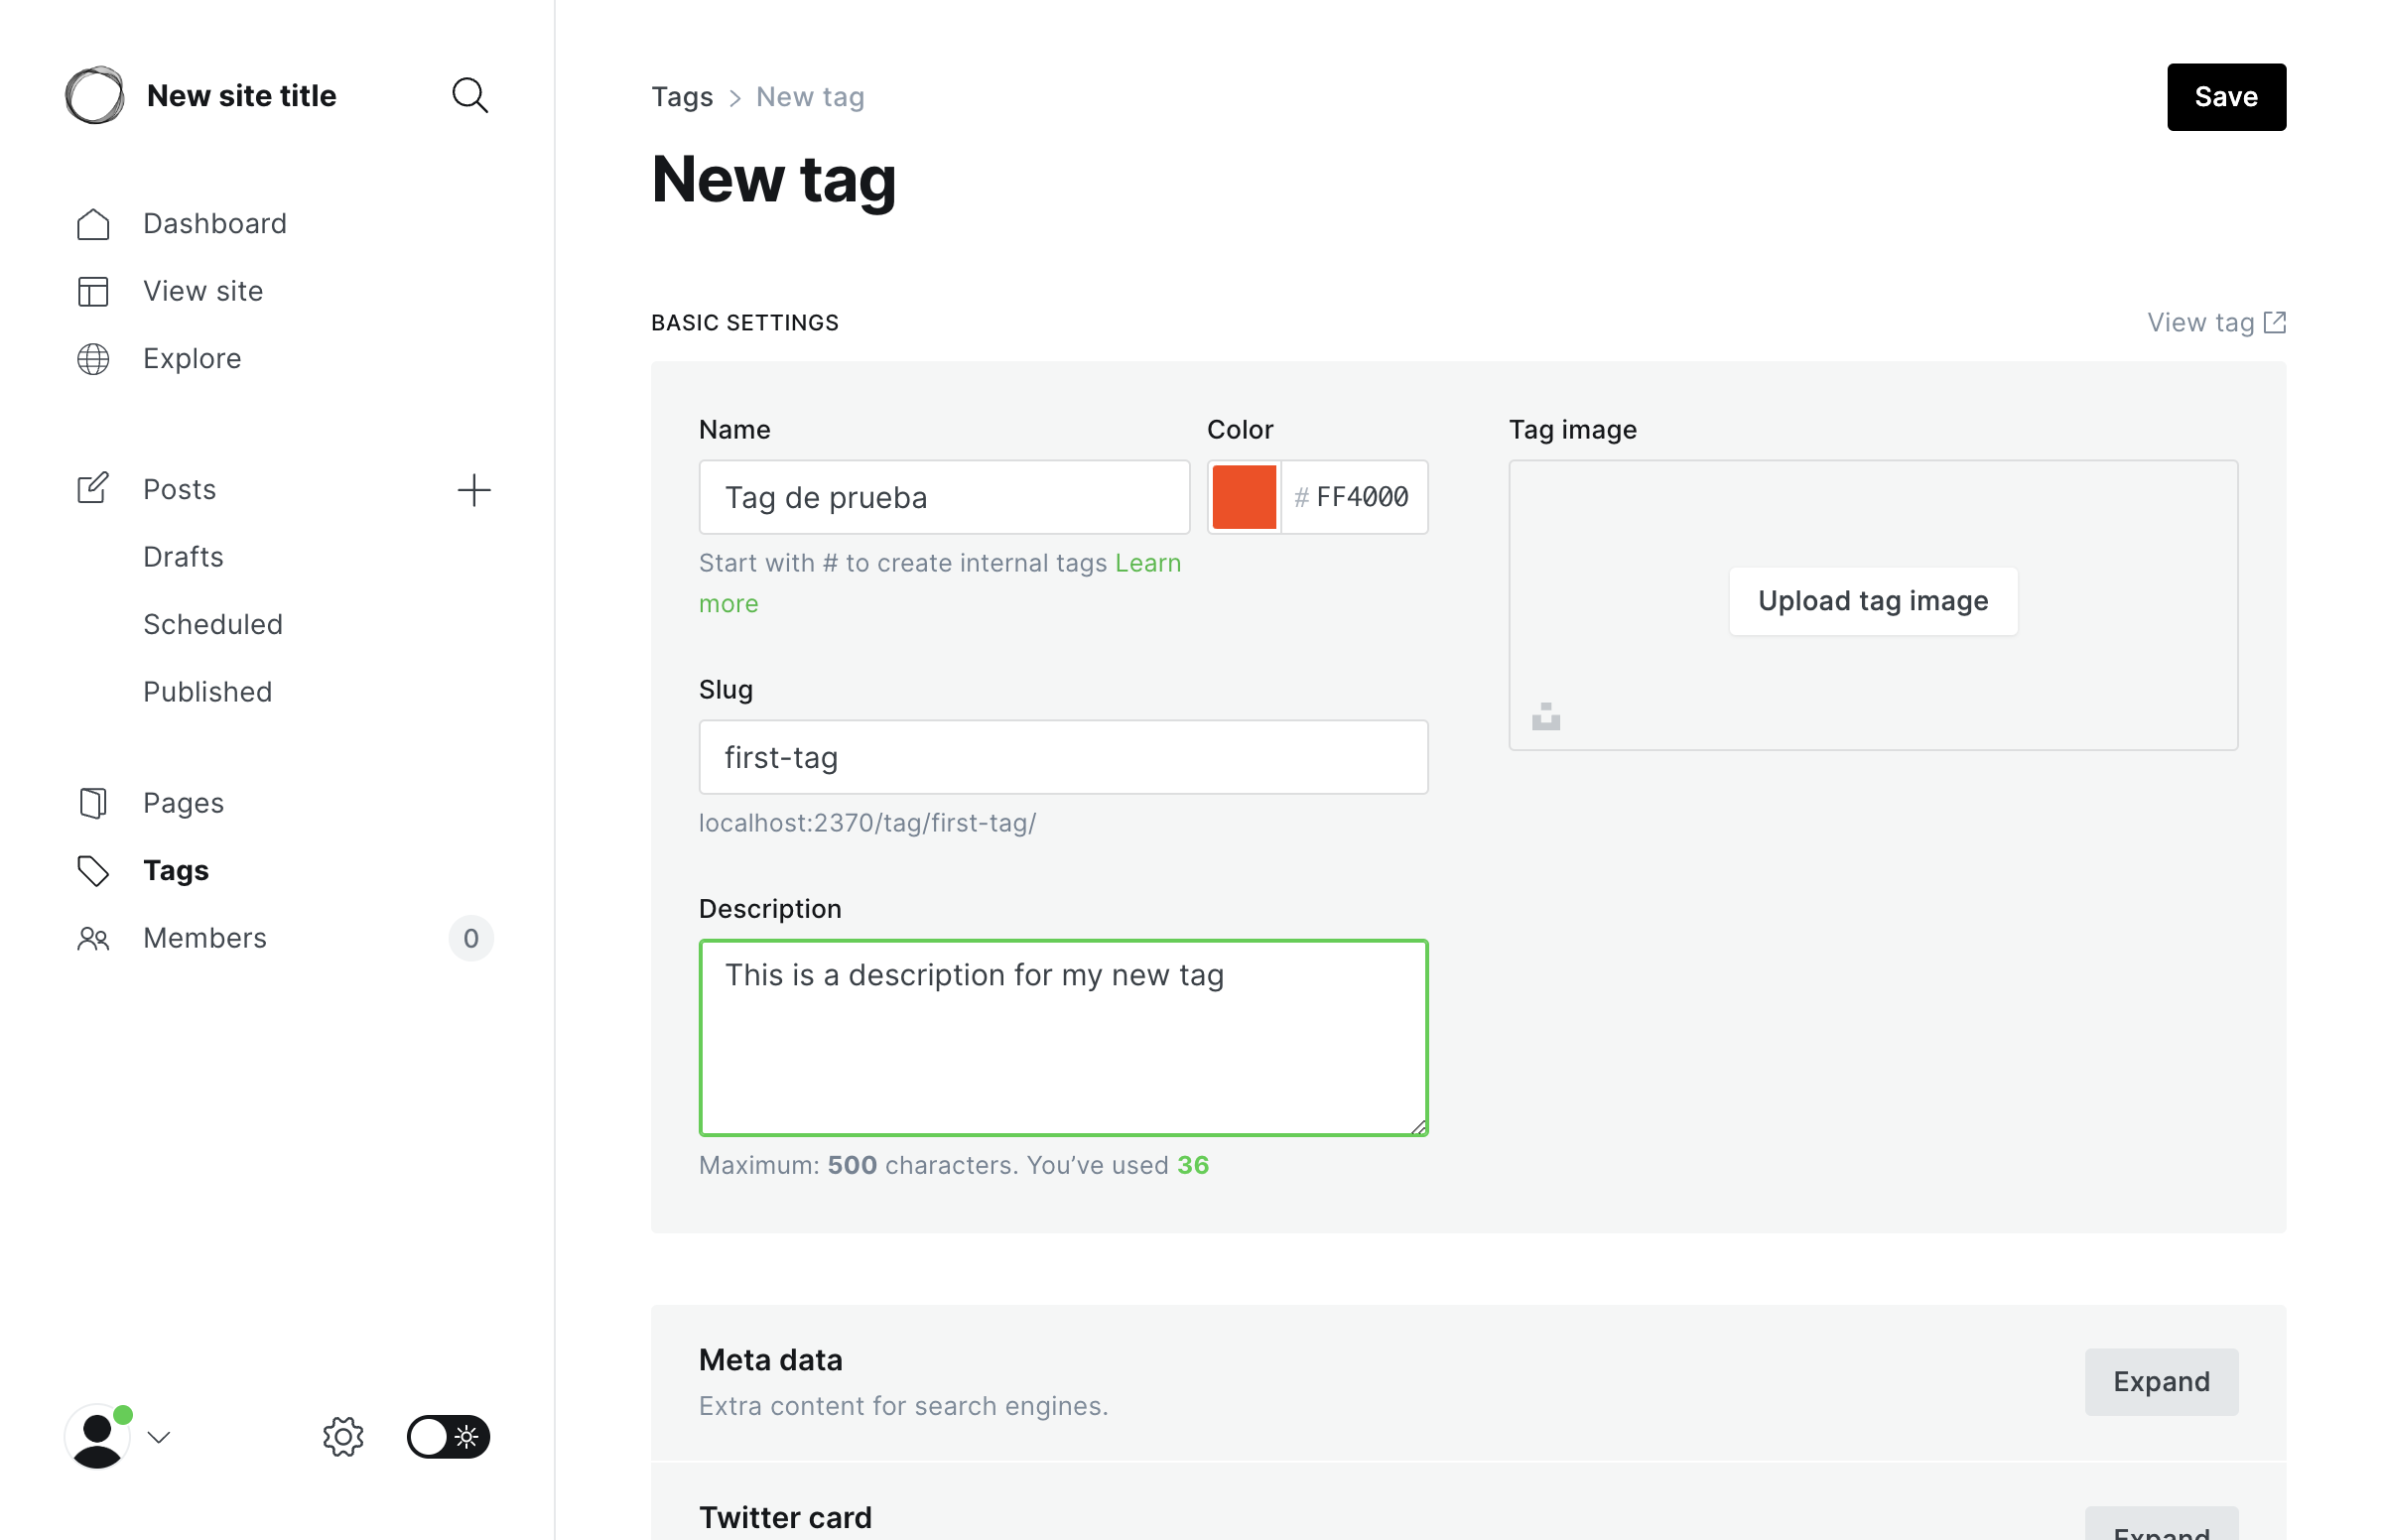 New site title
Dashboard
View site
Explore
Posts
Drafts
Scheduled
Published
Pages
Tags
Members 0
Tags > New tag
Save
New tag
BASIC SETTINGS
View tag
Name
Tag de prueba
Start with # to create internal tags Learn
more
Color
# FF4000
Slug
first-tag
localhost:2370/tag/first-tag/
Description
This is a description for my new tag
Maximum: 500 characters. You’ve used 36
Tag image
Upload tag image
Meta data
Extra content for search engines.
Expand
Twitter card
Expand